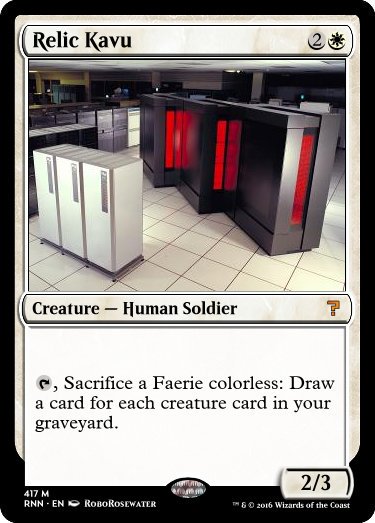 Relic Kavu 2
Creature — Human Soldier
, Sacrifice a Faerie colorless: Draw
a card for each creature card in your
graveyard.
2/3
417 M
RNN • EN RoboRosewater
™ & © 2016 Wizards of the Coast